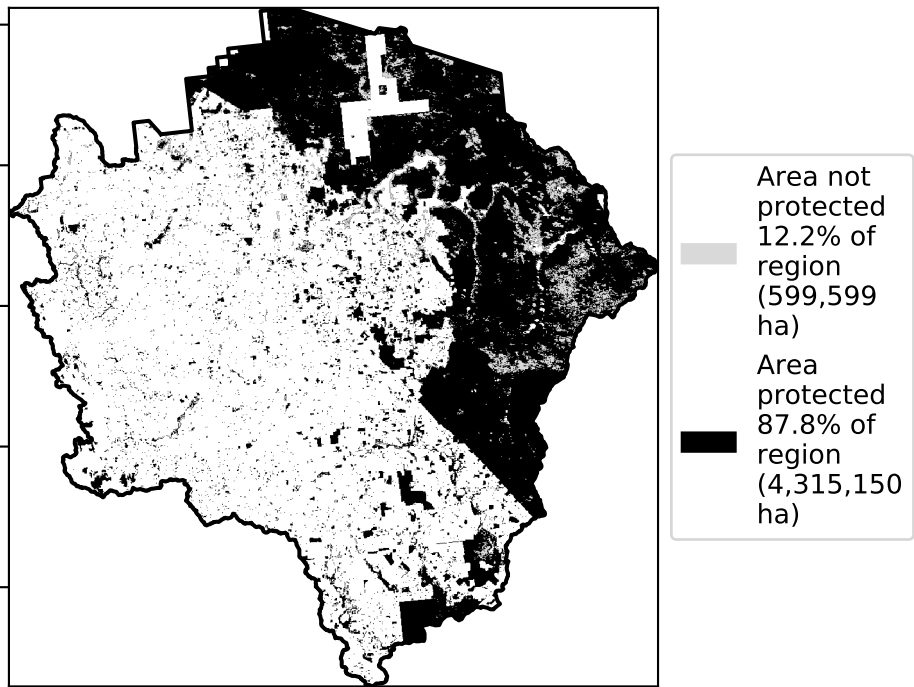 Area not
protected
12.2% of
region
(599,599
ha)
Area
protected
87.8% of
region
(4,315,150
ha)